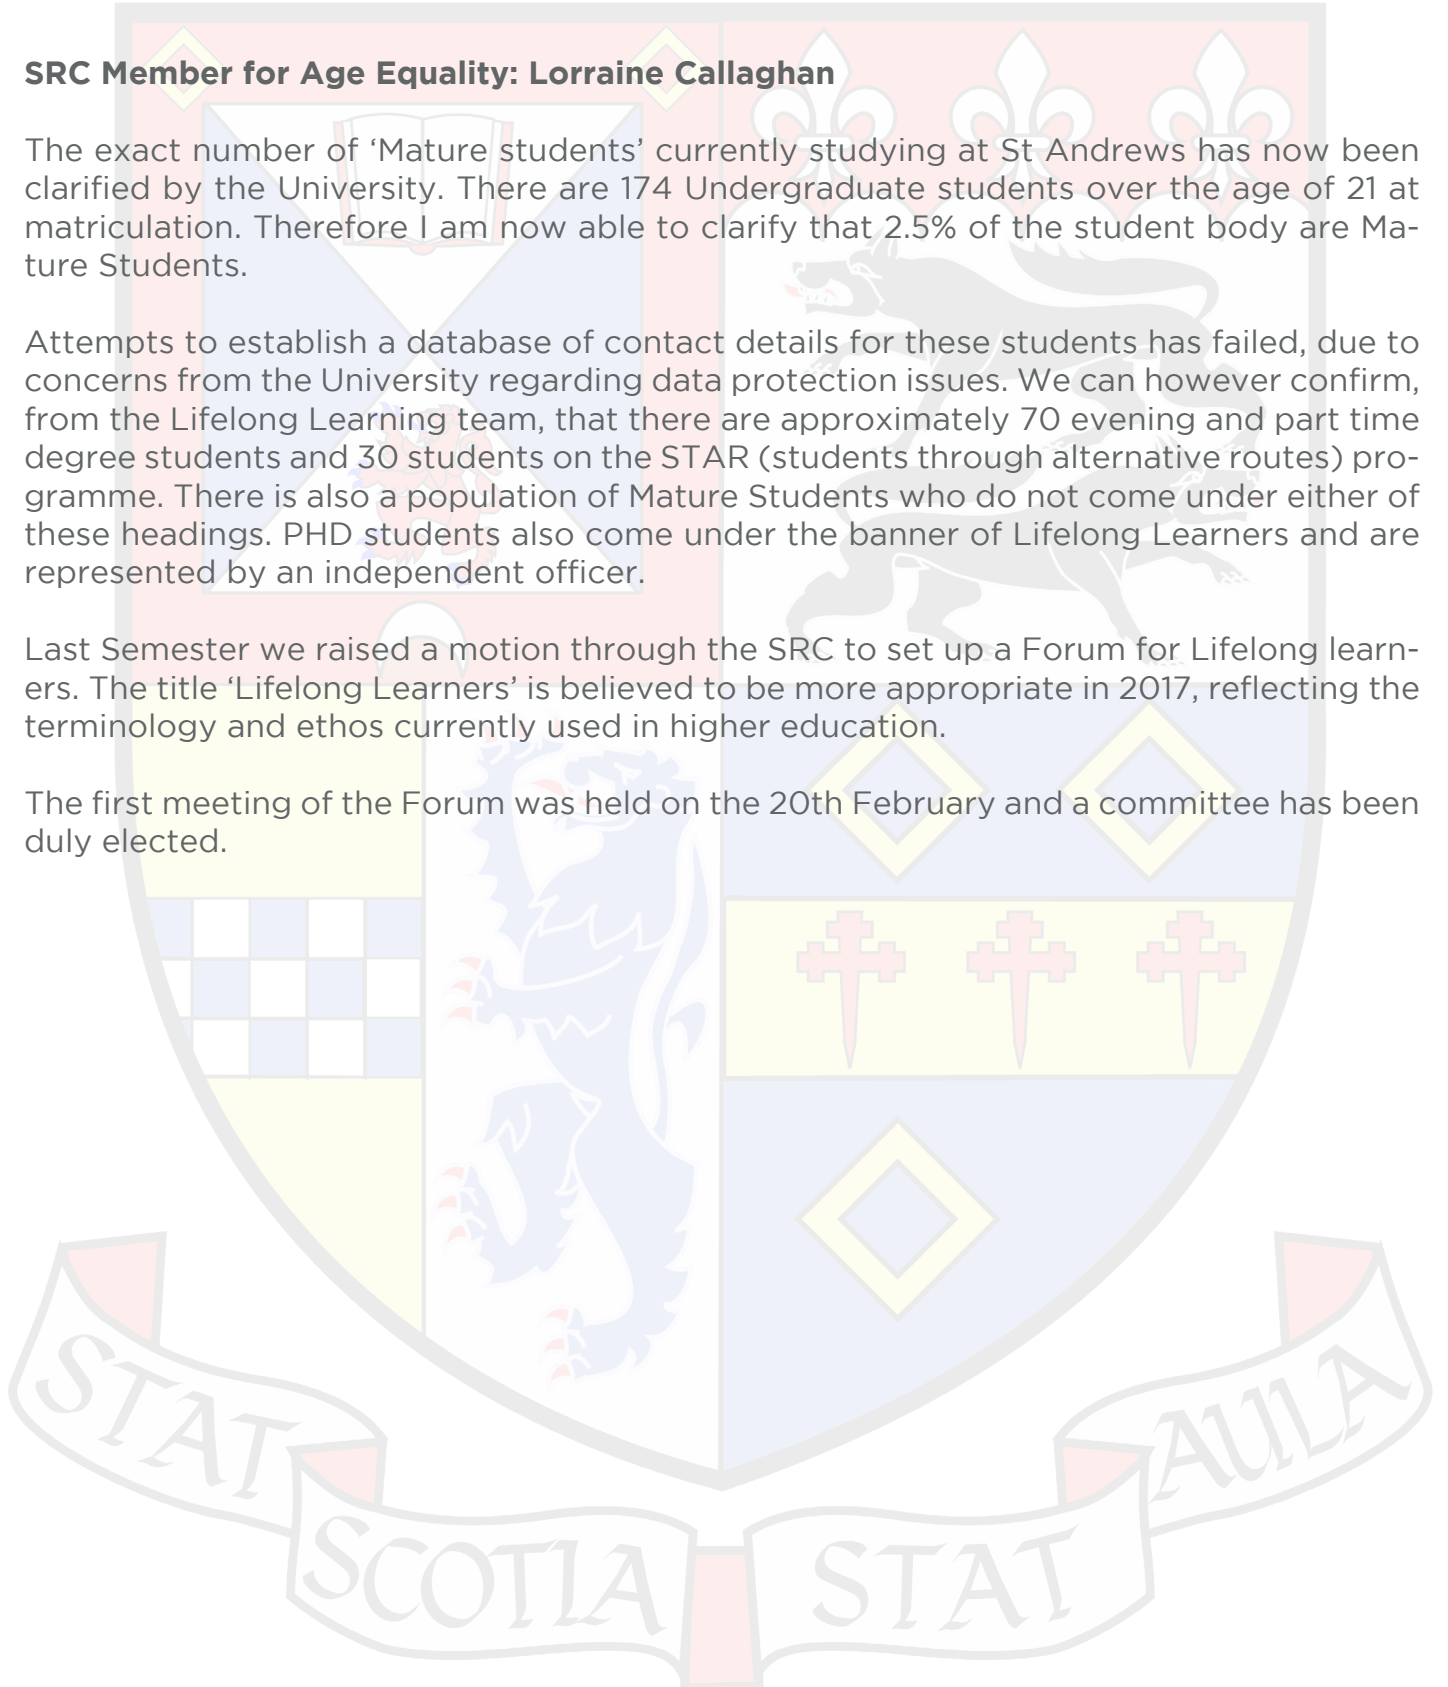 SRC Member for Age Equality: Lorraine Callaghan
The exact number of ‘Mature students’ currently studying at St Andrews has now been
clarified by the University. There are 174 Undergraduate students over the age of 21 at
matriculation. Therefore I am now able to clarify that 2.5% of the student body are Ma-
ture Students.
Attempts to establish a database of contact details for these students has failed, due to
concerns from the University regarding data protection issues. We can however confirm,
from the Lifelong Learning team, that there are approximately 70 evening and part time
degree students and 30 students on the STAR (students through alternative routes) pro-
gramme. There is also a population of Mature Students who do not come under either of
these headings. PHD students also come under the banner of Lifelong Learners and are
represented by an independent officer.
Last Semester we raised a motion through the SRC to set up a Forum for Lifelong learn-
ers. The title ‘Lifelong Learners’ is believed to be more appropriate in 2017, reflecting the
terminology and ethos currently used in higher education.
The first meeting of the Forum was held on the 20th February and a committee has been
duly elected.
STAT
SCOTIA
STAT
AULA